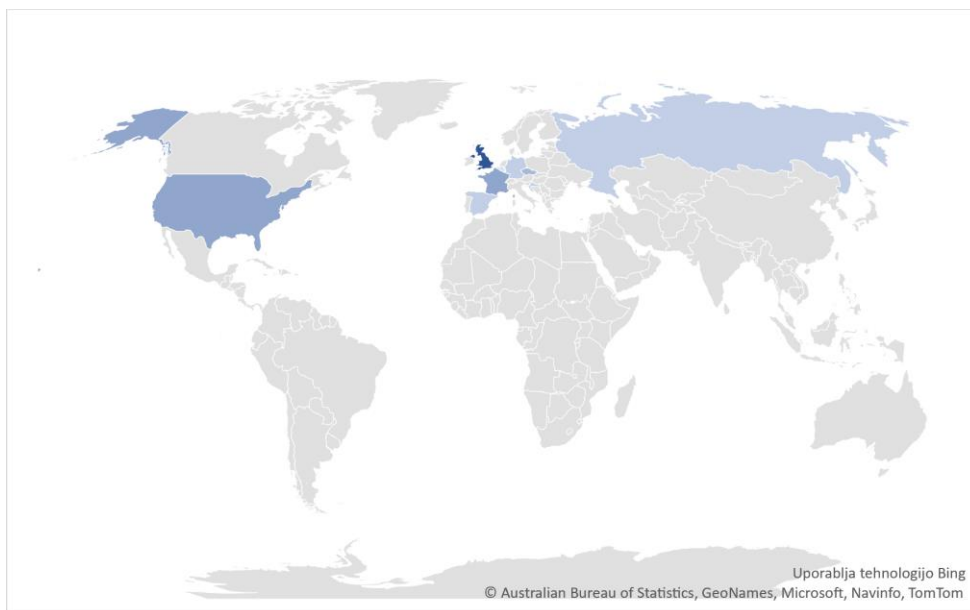 Uporablja tehnologijo Bing
© Australian Bureau of Statistics, GeoNames, Microsoft, Navinfo, TomTom